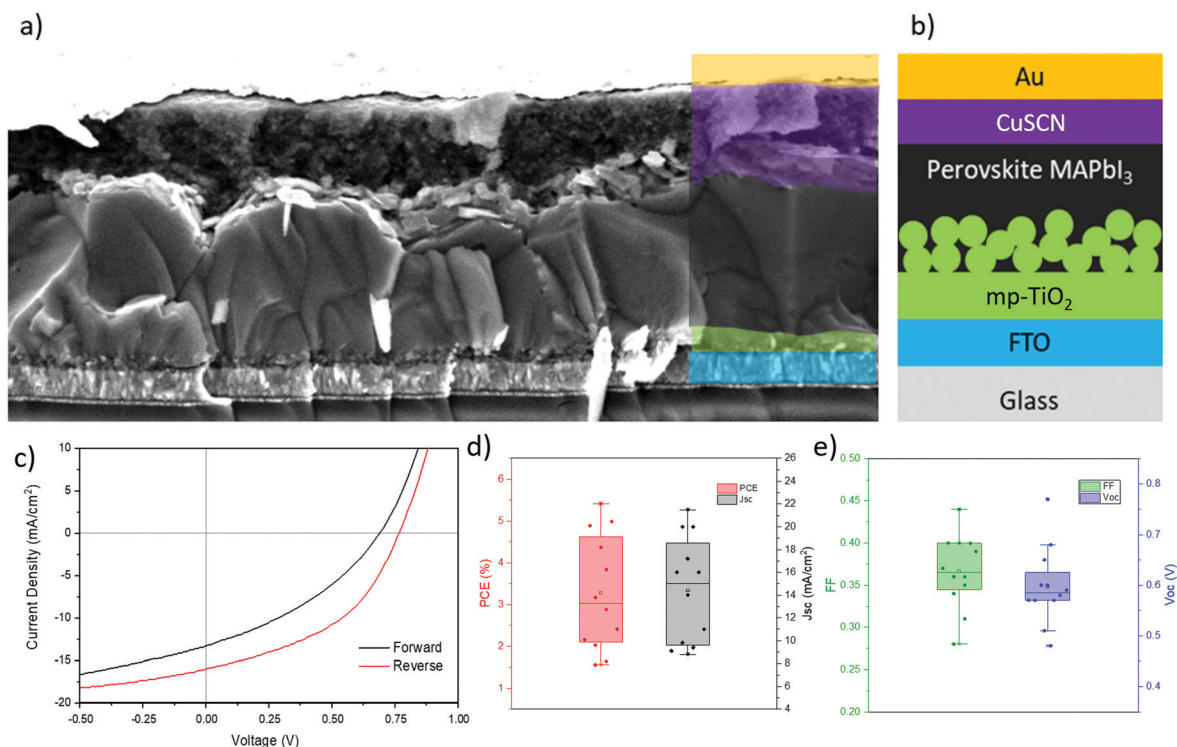 a)
b)
Au
CuSCN
Perovskite MAPbI₃
mp-TiO₂
FTO
Glass
c)
Current Density (mA/cm²)
10
5
0
-5
-10
-15
-20
-0.50
-0.25
0.00
0.25
0.50
0.75
1.00
Voltage (V)
Forward
Reverse
d)
PCE (%)
6
5
4
3
2
1
PCE
Jsc
26
24
22
20
18
16
14
12
10
8
6
4
Jsc (mA/cm²)
e)
FF
0.50
0.45
0.40
0.35
0.30
0.25
0.20
FF
Voc
0.8
0.7
0.6
0.5
0.4
Voc (V)